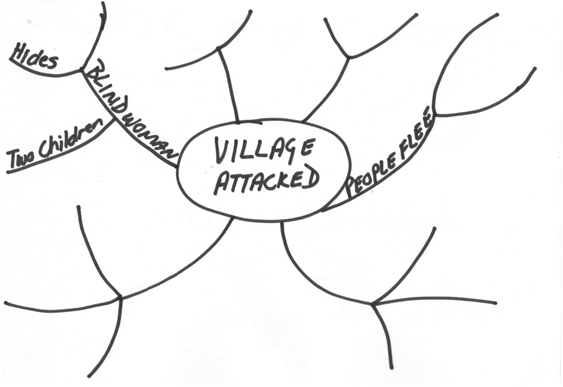 Hides
BLIND WOMAN
Two Children
VILLAGE
ATTACKED
PEOPLE FLEE